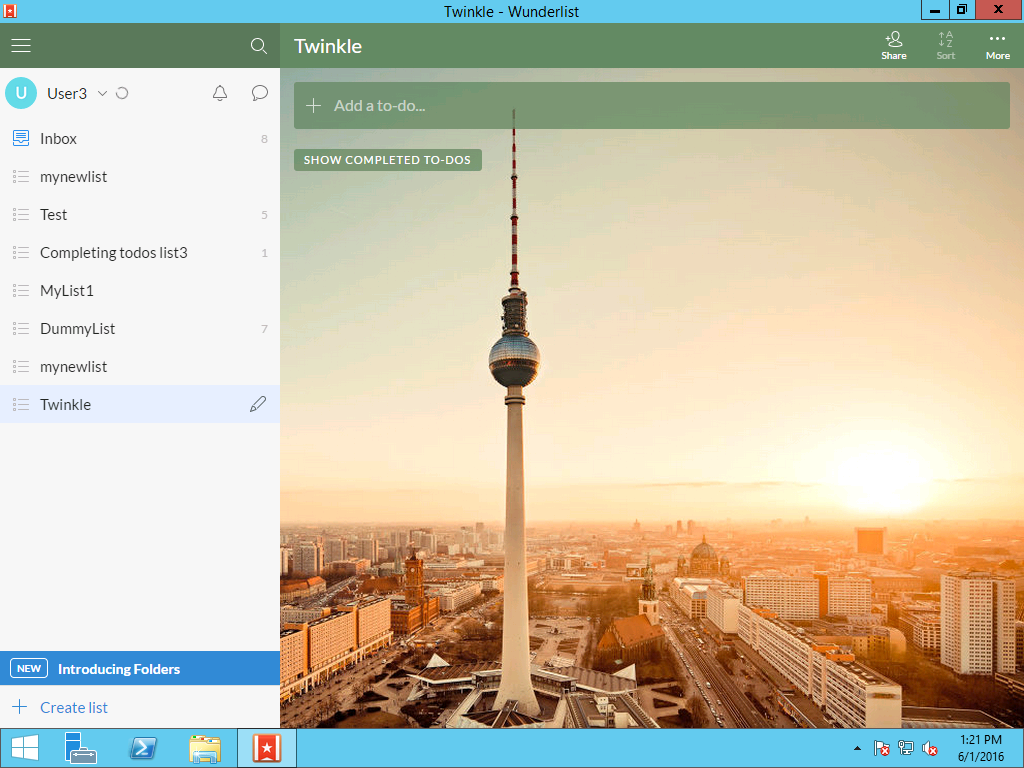 Twinkle - Wunderlist
Twinkle
Share
A
Z
Sort
More
U
User3
Inbox 8
mynewlist
Test 5
Completing todos list3 1
MyList1
DummyList 7
mynewlist
Twinkle
Add a to-do...
SHOW COMPLETED TO-DOS
NEW Introducing Folders
Create list
1:21 PM
6/1/2016